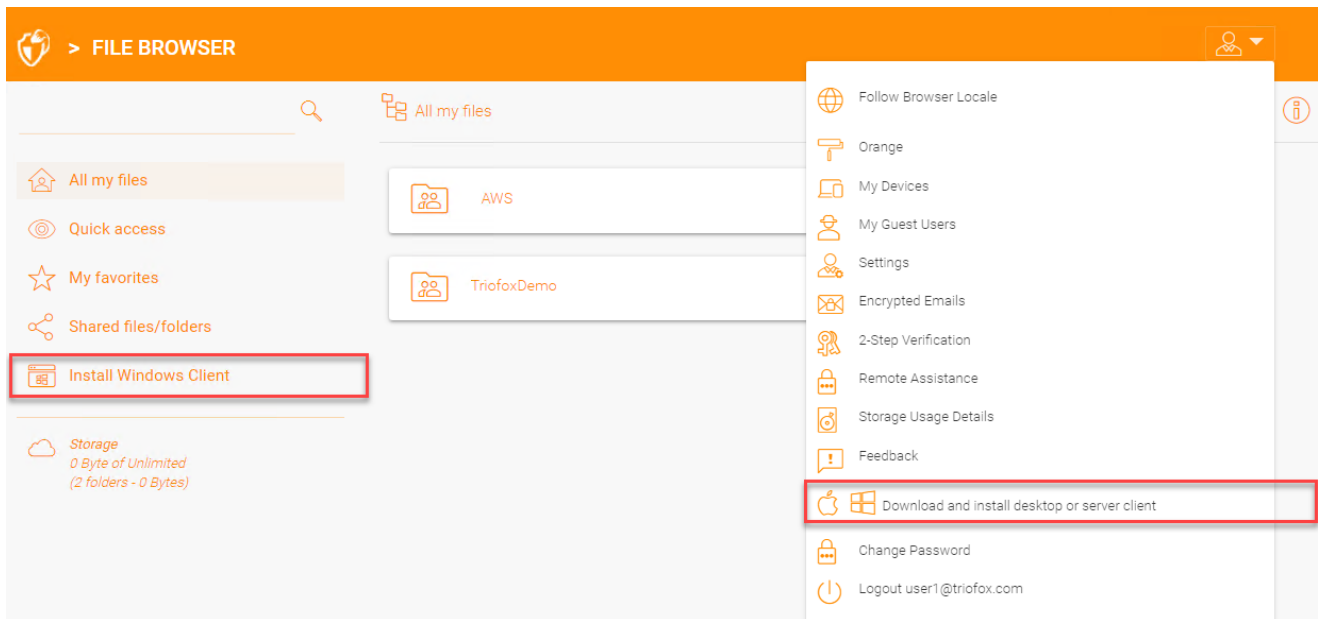 > FILE BROWSER
All my files
Quick access
My favorites
Shared files/folders
Install Windows Client
Storage
0 Byte of Unlimited
(2 folders - 0 Bytes)
All my files
AWS
TriofoxDemo
Follow Browser Locale
Orange
My Devices
My Guest Users
Settings
Encrypted Emails
2-Step Verification
Remote Assistance
Storage Usage Details
Feedback
Download and install desktop or server client
Change Password
Logout user1@triofox.com